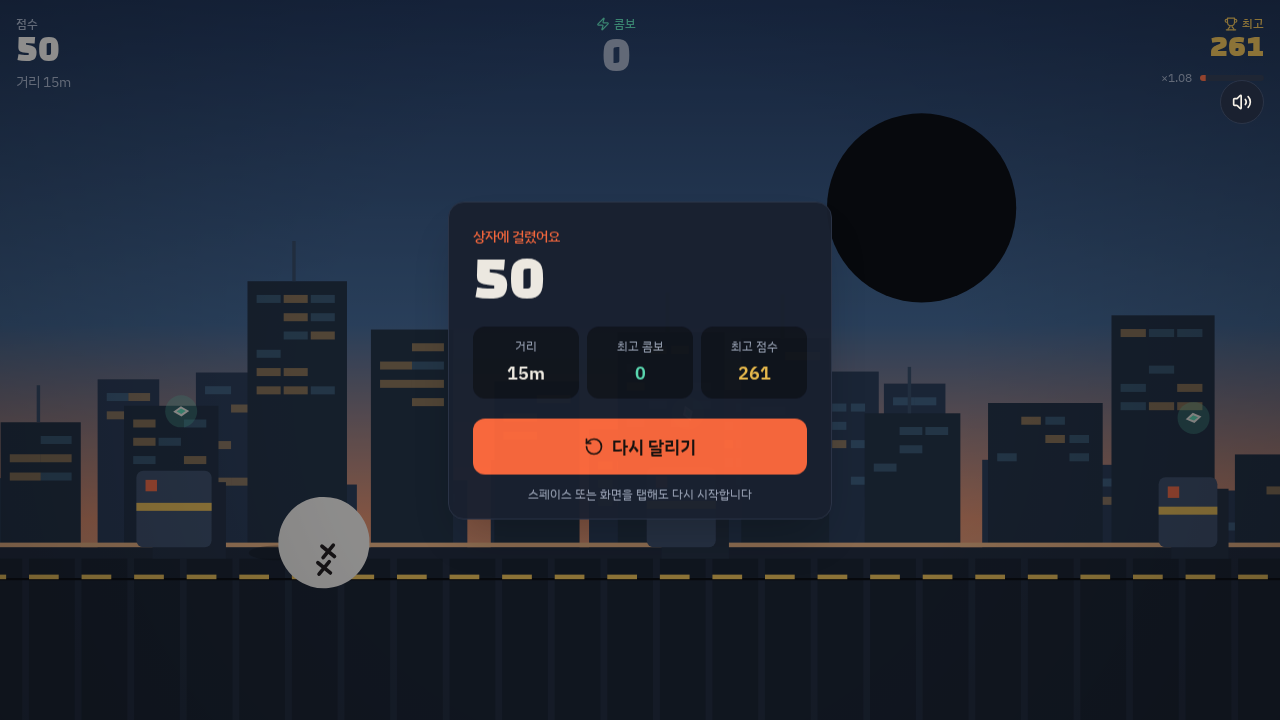 점수
50
거리 15m
콤보
0
최고
261
×1.08
상자에 걸렸어요
50
거리
15m
최고 콤보
0
최고 점수
261
다시 달리기
스페이스 또는 화면을 탭해도 다시 시작합니다